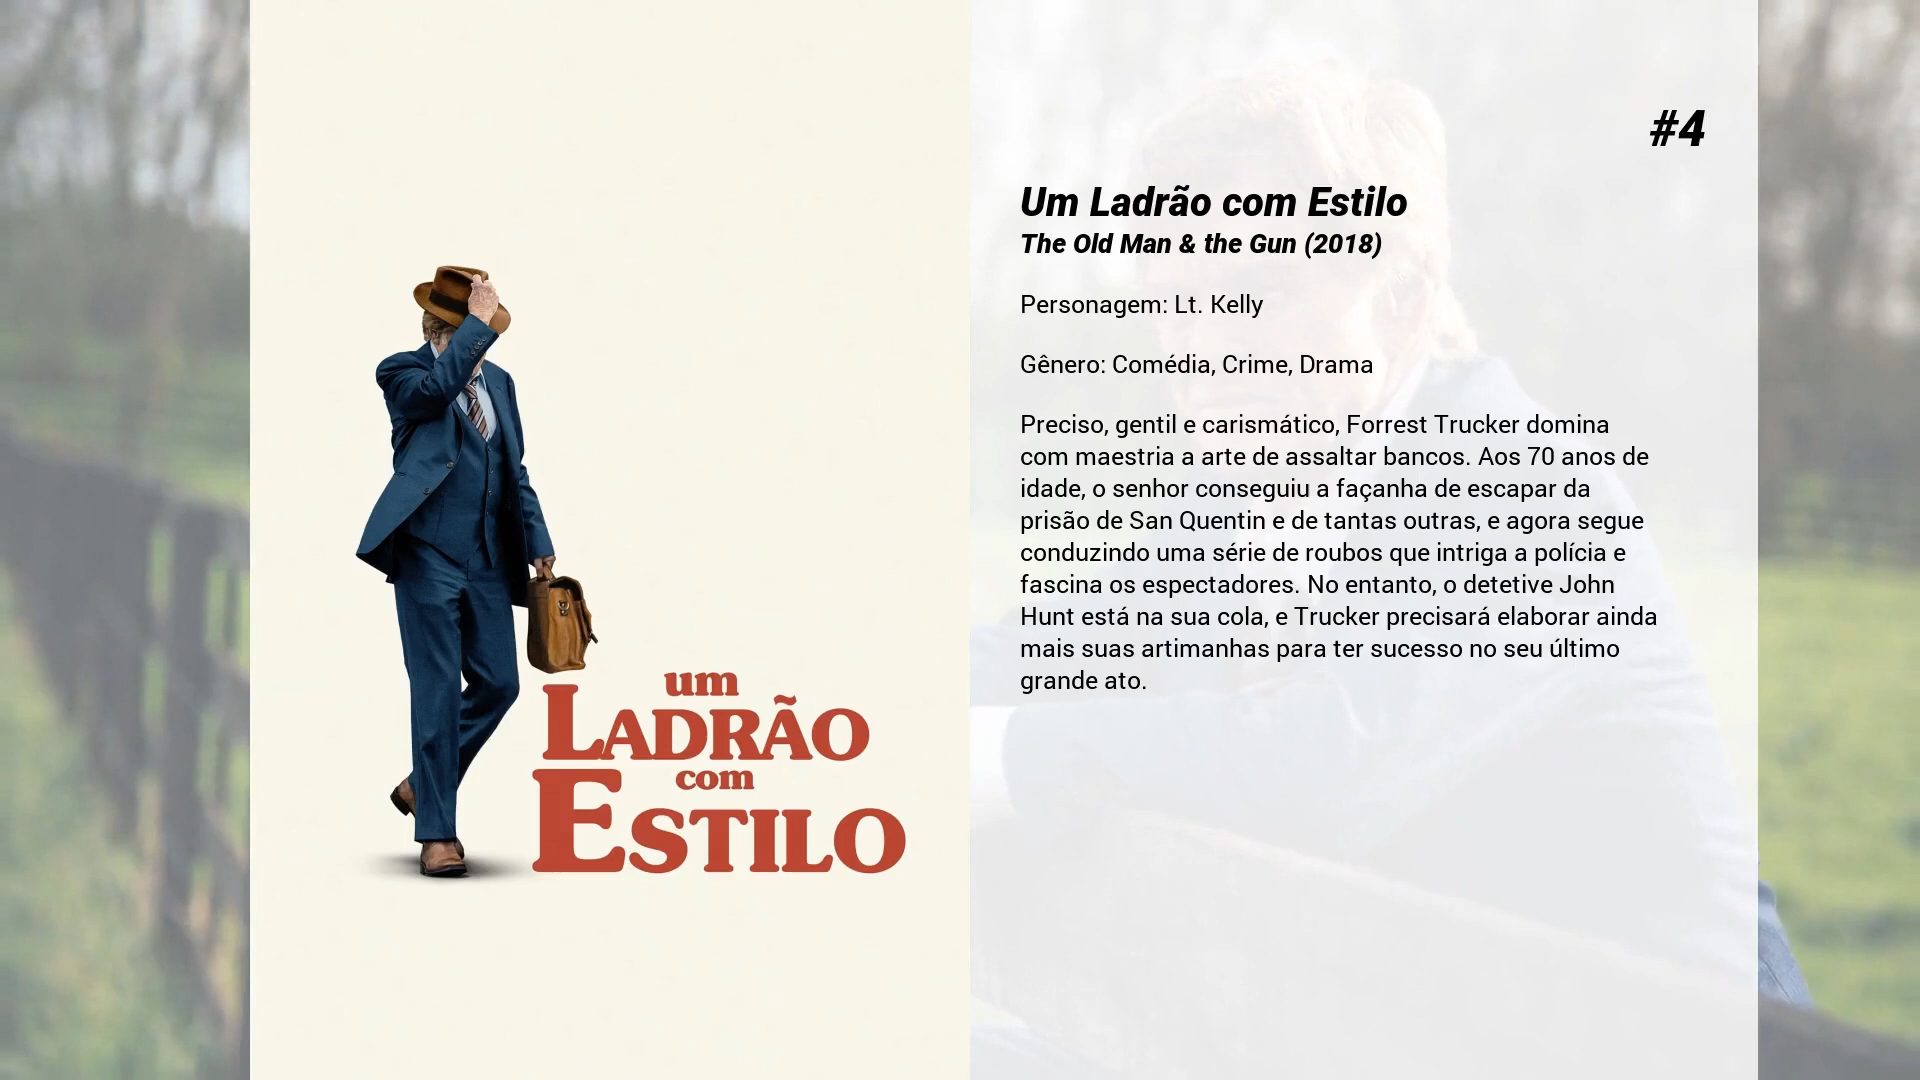 um
LADRÃO
com
ESTILO
#4
Um Ladrão com Estilo
The Old Man & the Gun (2018)
Personagem: Lt. Kelly
Gênero: Comédia, Crime, Drama
Preciso, gentil e carismático, Forrest Trucker domina
com maestria a arte de assaltar bancos. Aos 70 anos de
idade, o senhor conseguiu a façanha de escapar da
prisão de San Quentin e de tantas outras, e agora segue
conduzindo uma série de roubos que intriga a polícia e
fascina os espectadores. No entanto, o detetive John
Hunt está na sua cola, e Trucker precisará elaborar ainda
mais suas artimanhas para ter sucesso no seu último
grande ato.